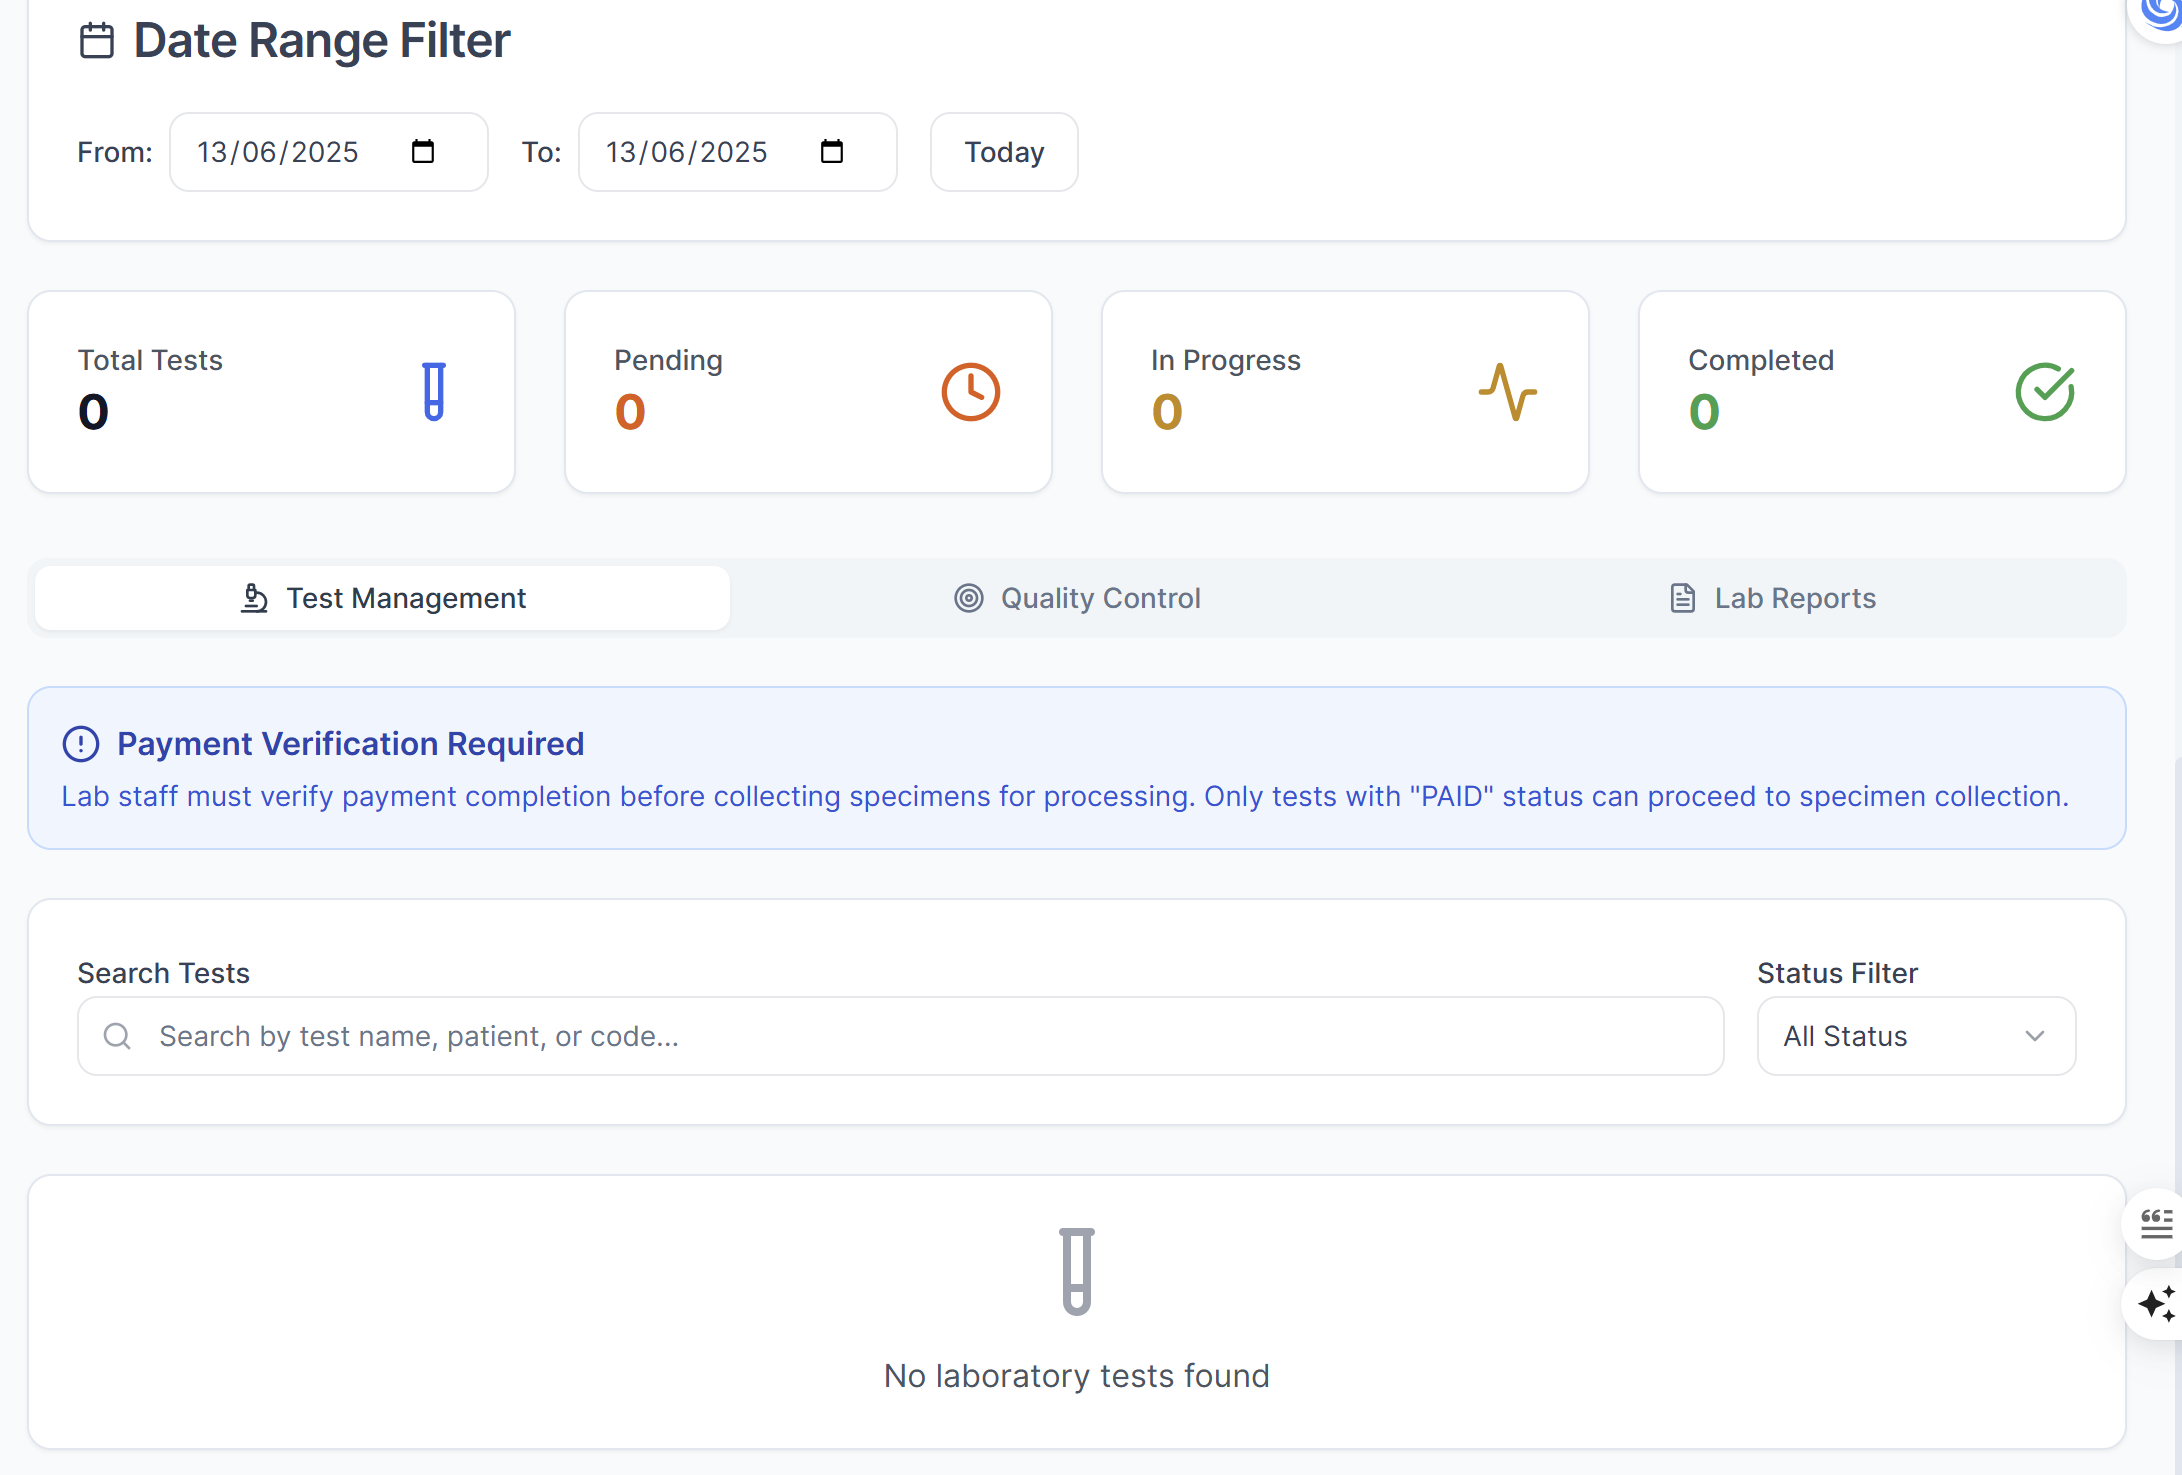 Date Range Filter
From: 13/06/2025 To: 13/06/2025 Today
Total Tests Pending In Progress Completed
0 0 0 0
Test Management Quality Control Lab Reports
Payment Verification Required
Lab staff must verify payment completion before collecting specimens for processing. Only tests with "PAID" status can proceed to specimen collection.
Search Tests Status Filter
Search by test name, patient, or code... All Status
No laboratory tests found